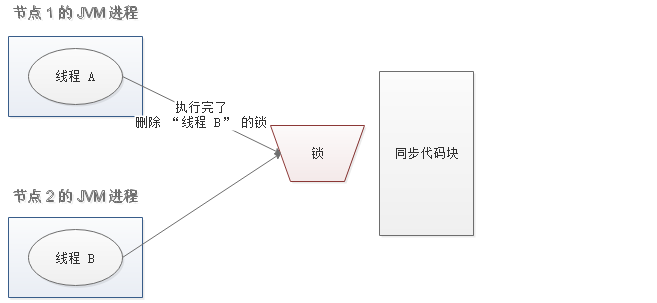 节点 1 的 JVM 进程
线程 A
执行完了
删除 “线程 B” 的锁
锁
同步代码块
节点 2 的 JVM 进程
线程 B